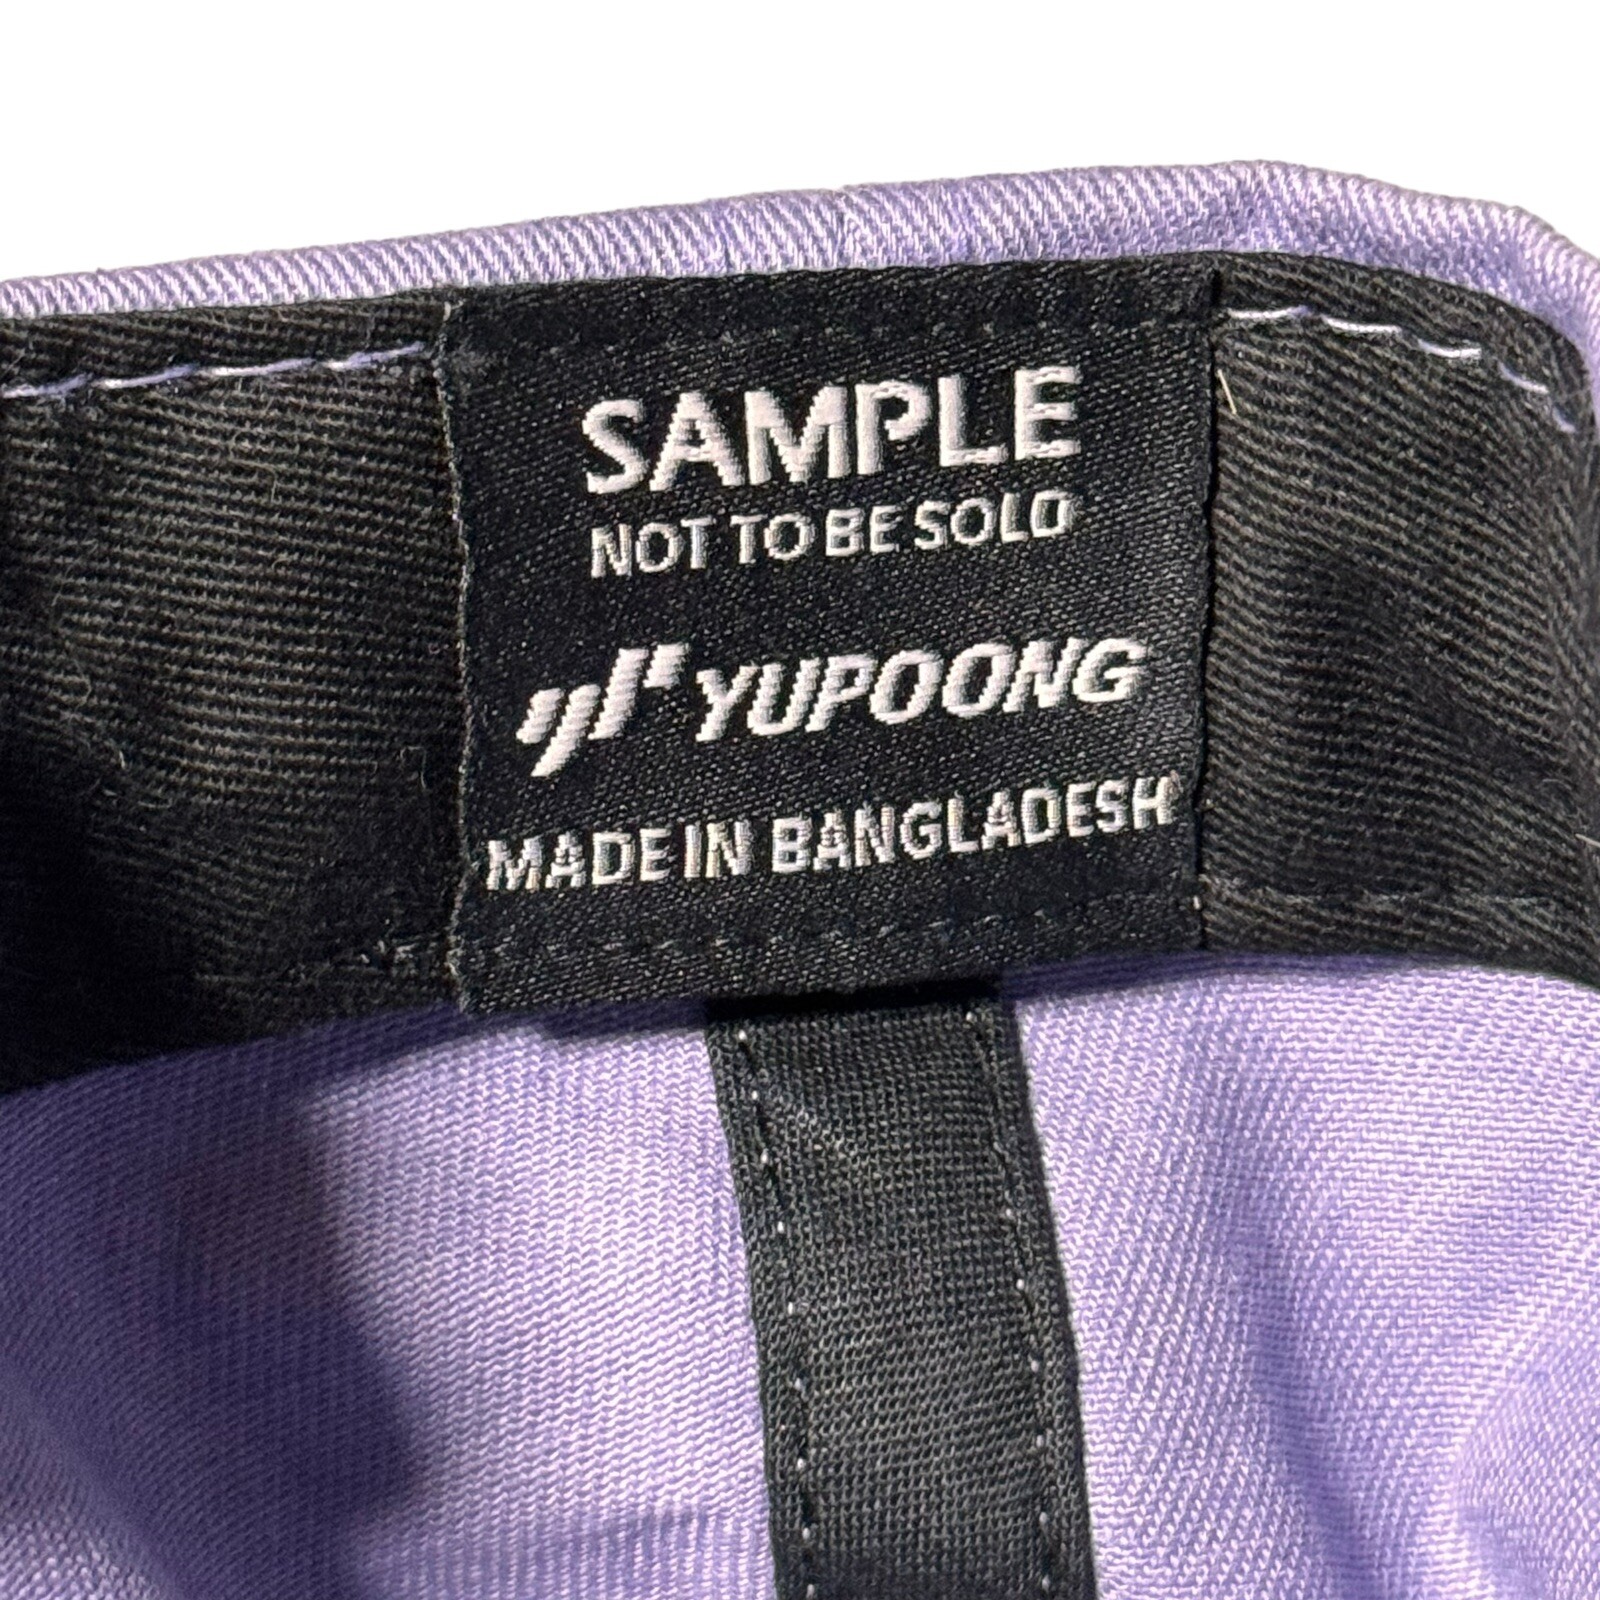 SAMPLE
NOT TO BE SOLD
YUPOONG
MADE IN BANGLADESH